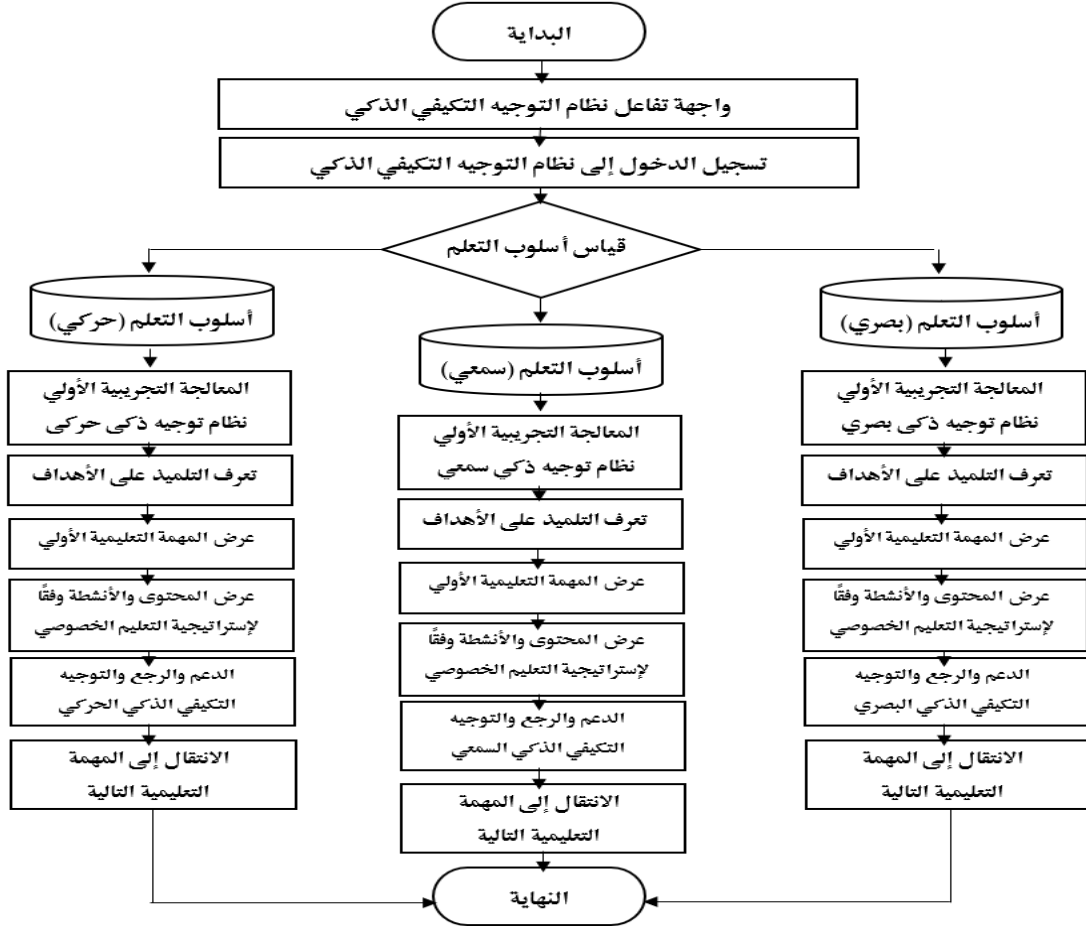 البداية
واجهة تفاعل نظام التوجيه التكيفي الذكي
تسجيل الدخول إلى نظام التوجيه التكيفي الذكي
قياس أسلوب التعلم
أسلوب التعلم (بصري)
المعالجة التجريبية الأولي
نظام توجيه ذكى بصري
تعرف التلميذ على الأهداف
عرض المهمة التعليمية الأولي
عرض المحتوى والأنشطة وفقًا
لإستراتيجية التعليم الخصوصي
الدعم والرجع والتوجيه
التكيفي الذكي البصري
الانتقال إلى المهمة
التعليمية التالية
أسلوب التعلم (سمعي)
المعالجة التجريبية الأولي
نظام توجيه ذكي سمعي
تعرف التلميذ على الأهداف
عرض المهمة التعليمية الأولي
عرض المحتوى والأنشطة وفقًا
لإستراتيجية التعليم الخصوصي
الدعم والرجع والتوجيه
التكيفي الذكي السمعي
الانتقال إلى المهمة
التعليمية التالية
أسلوب التعلم (حركي)
المعالجة التجريبية الأولي
نظام توجيه ذكى حركى
تعرف التلميذ على الأهداف
عرض المهمة التعليمية الأولي
عرض المحتوى والأنشطة وفقًا
لإستراتيجية التعليم الخصوصي
الدعم والرجع والتوجيه
التكيفي الذكي الحركي
الانتقال إلى المهمة
التعليمية التالية
النهاية